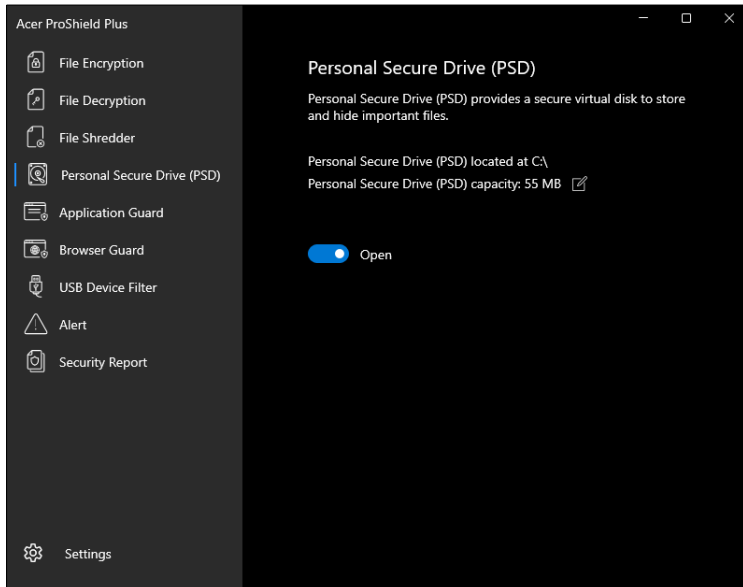 Acer ProShield Plus
File Encryption
File Decryption
File Shredder
Personal Secure Drive (PSD)
Application Guard
Browser Guard
USB Device Filter
Alert
Security Report
Settings
Personal Secure Drive (PSD)
Personal Secure Drive (PSD) provides a secure virtual disk to store
and hide important files.
Personal Secure Drive (PSD) located at C:\
Personal Secure Drive (PSD) capacity: 55 MB
Open